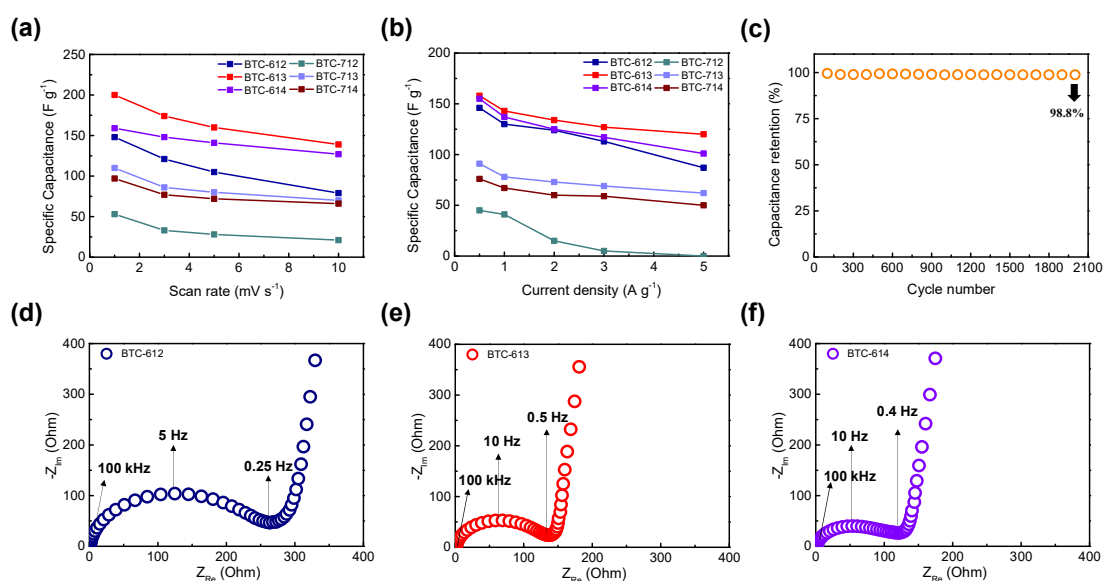 (a)
250
200
150
100
50
0
Specific Capacitance (F g⁻¹)
BTC-612 BTC-712
BTC-613 BTC-713
BTC-614 BTC-714
0 2 4 6 8 10
Scan rate (mV s⁻¹)
(b)
200
150
100
50
0
Specific Capacitance (F g⁻¹)
BTC-612 BTC-712
BTC-613 BTC-713
BTC-614 BTC-714
0 1 2 3 4 5
Current density (A g⁻¹)
(c)
125
100
75
50
25
0
Capacitance retention (%)
98.8%
0 300 600 900 1200 1500 1800 2100
Cycle number
(d)
400
300
200
100
0
-Z_Im (Ohm)
BTC-612
100 kHz
5 Hz
0.25 Hz
0 100 200 300 400
Z_Re (Ohm)
(e)
400
300
200
100
0
-Z_Im (Ohm)
BTC-613
100 kHz
10 Hz
0.5 Hz
0 100 200 300 400
Z_Re (Ohm)
(f)
400
300
200
100
0
-Z_Im (Ohm)
BTC-614
100 kHz
10 Hz
0.4 Hz
0 100 200 300 400
Z_Re (Ohm)